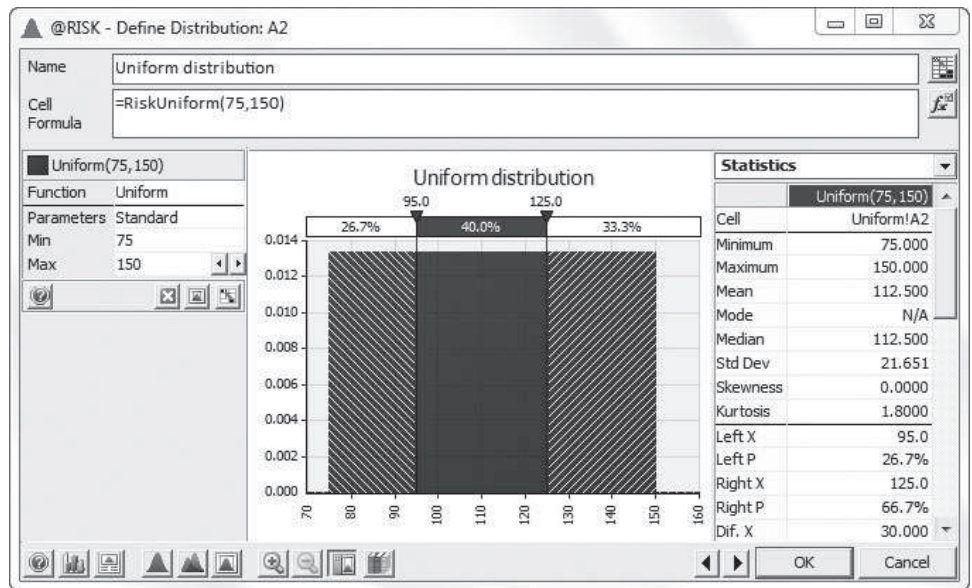 @RISK - Define Distribution: A2
Name Uniform distribution
Cell Formula =RiskUniform(75,150)
Uniform(75,150)
Function Uniform
Parameters Standard
Min 75
Max 150
Uniform distribution
95.0 125.0
26.7% 40.0% 33.3%
0.014
0.012
0.010
0.008
0.006
0.004
0.002
0.000
70 80 90 100 110 120 130 140 150 160
Statistics
Uniform(75,150)
Cell Uniform!A2
Minimum 75.000
Maximum 150.000
Mean 112.500
Mode N/A
Median 112.500
Std Dev 21.651
Skewness 0.0000
Kurtosis 1.8000
Left X 95.0
Left P 26.7%
Right X 125.0
Right P 66.7%
Dif. X 30.000
OK Cancel